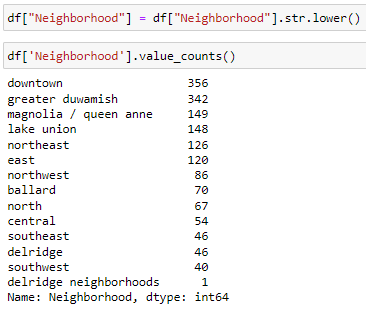 df["Neighborhood"] = df["Neighborhood"].str.lower()
df['Neighborhood'].value_counts()
downtown 356
greater duwamish 342
magnolia / queen anne 149
lake union 148
northeast 126
east 120
northwest 86
ballard 70
north 67
central 54
southeast 46
delridge 46
southwest 40
delridge neighborhoods 1
Name: Neighborhood, dtype: int64